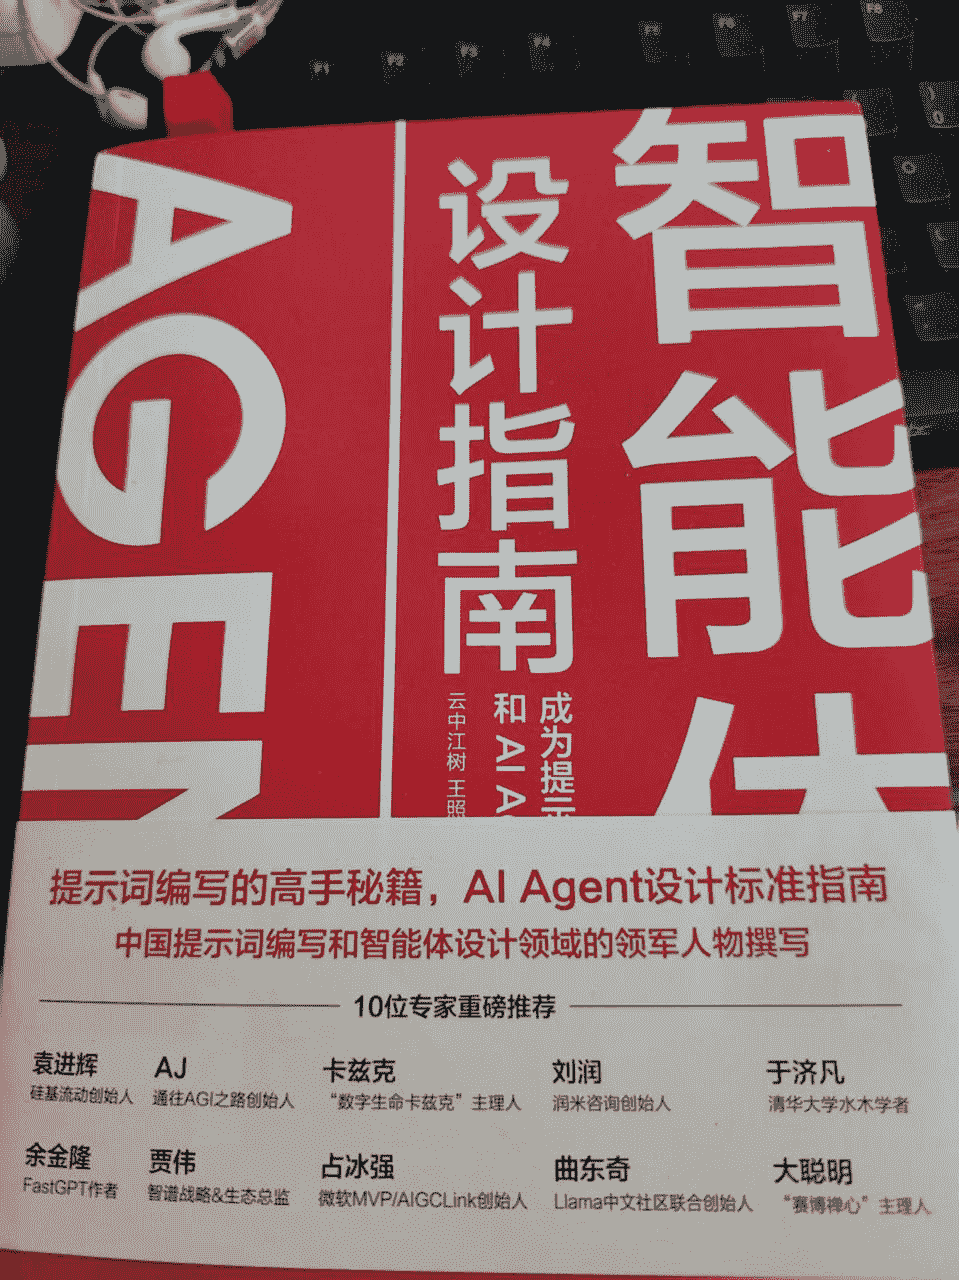 智能体
设计指南
成为提示
和 AI A
云中江树 王照
AGEN
提示词编写的高手秘籍，AI Agent设计标准指南
中国提示词编写和智能体设计领域的领军人物撰写
10位专家重磅推荐
袁进辉 AJ 卡兹克 刘润 于济凡
硅基流动创始人 通往AGI之路创始人 “数字生命卡兹克”主理人 润米咨询创始人 清华大学水木学者
余金隆 贾伟 占冰强 曲东奇 大聪明
FastGPT作者 智谱战略&生态总监 微软MVP/AIGCLink创始人 Llama中文社区联合创始人 “赛博禅心”主理人
F1 F2 F3 F4 F5 F6 F7 F8